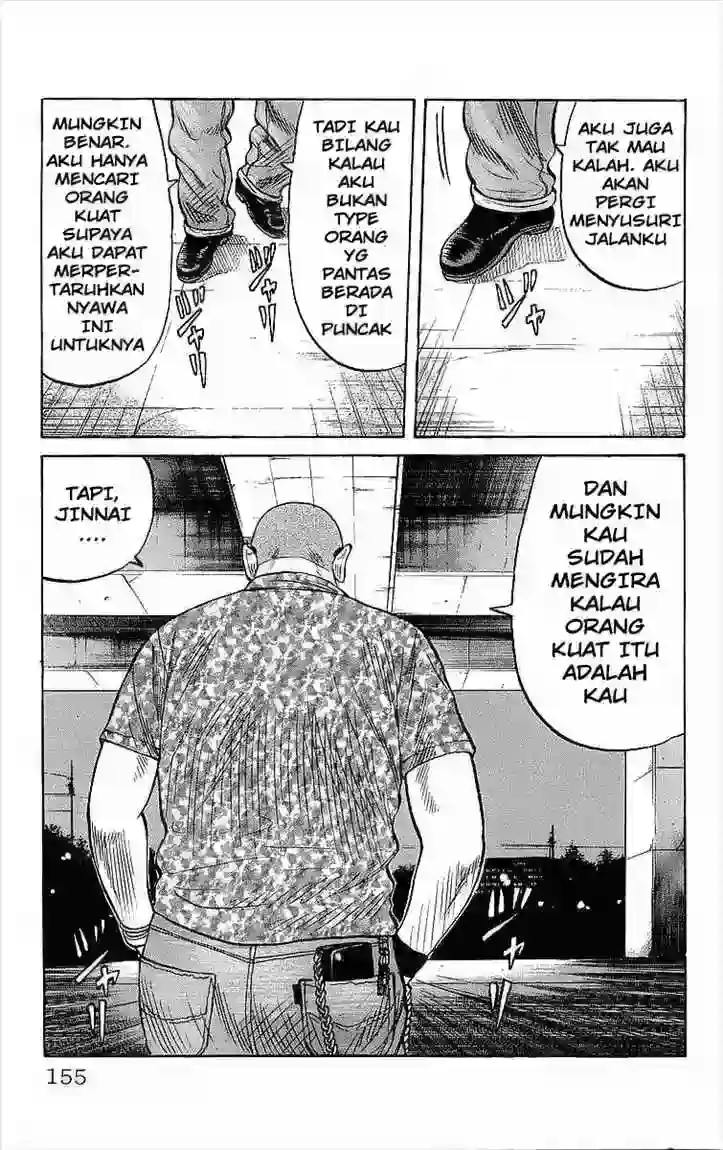 AKU JUGA
TAK MAU
KALAH. AKU
AKAN
PERGI
MENYUSURI
JALANKU
TADI KAU
BILANG
KALAU
AKU
BUKAN
TYPE
ORANG
YG
PANTAS
BERADA
DI
PUNCAK
MUNGKIN
BENAR.
AKU HANYA
MENCARI
ORANG
KUAT
SUPAYA
AKU DAPAT
MERPER-
TARUHKAN
NYAWA
INI
UNTUKNYA
DAN
MUNGKIN
KAU
SUDAH
MENGIRA
KALAU
ORANG
KUAT ITU
ADALAH
KAU
TAPI,
JINNAI
....
155